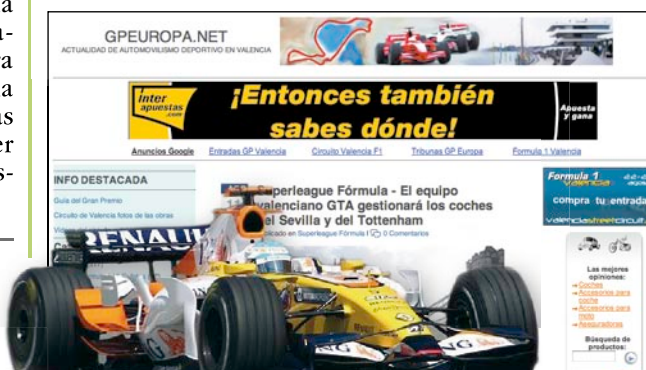 GPEUROPA.NET
ACTUALIDAD DE AUTOMOVILISMO DEPORTIVO EN VALENCIA
inter
apuestas
.com
¡Entonces también
sabes dónde!
Apuesta
y gana
Anuncios Google Entradas GP Valencia Circuito Valencia F1 Tribunas GP Europa Formula 1 Valencia
INFO DESTACADA
Guia del Gran Premio
Circuito de Valencia fotos de las obras
Superleague Fórmula - El equipo
valenciano GTA gestionará los coches
del Sevilla y del Tottenham
en Superleague Fórmula | 0 Comentarios
Formula 1
valencia
compra tu entrada
valenciastreetcircuit
Las mejores
opiniones:
Coches
Accesorios para
coche
Accesorios para
moto
Aseguradoras
Búsqueda de
productos:
RENAULT
ING
ING